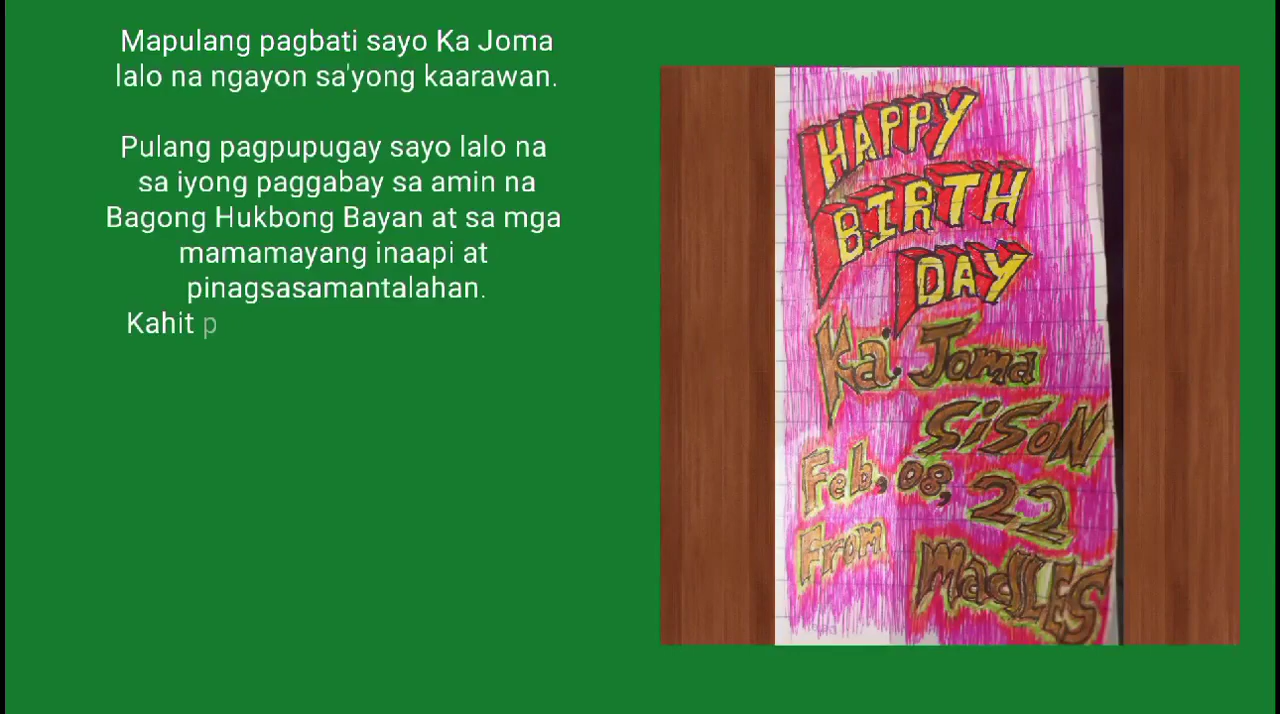 Mapulang pagbati sayo Ka Joma
lalo na ngayon sa'yong kaarawan.
Pulang pagpupugay sayo lalo na
sa iyong paggabay sa amin na
Bagong Hukbong Bayan at sa mga
mamamayang inaapi at
pinagsasamantalahan.
Kahit p
HAPPY
BIRTH
DAY
Ka, Joma
SiSoN
Feb, 08, 22
From
MadLES